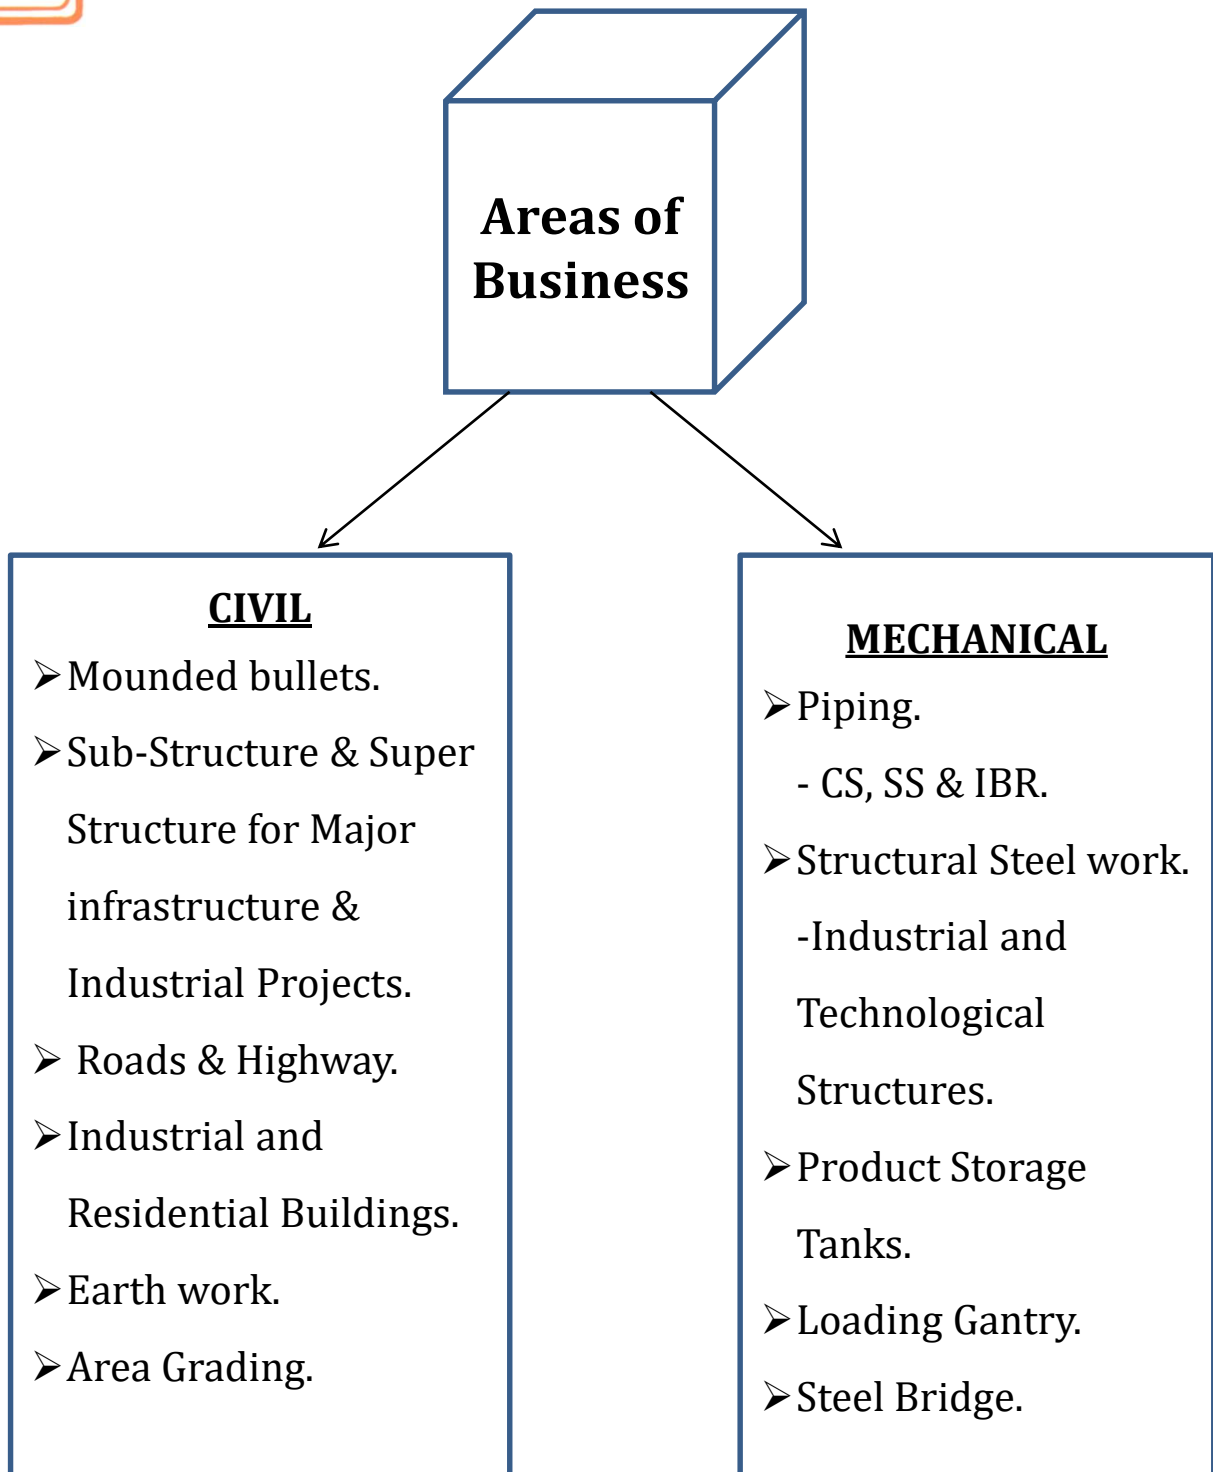 Areas of
Business
CIVIL
➢Mounded bullets.
➢Sub-Structure & Super
Structure for Major
infrastructure &
Industrial Projects.
➢ Roads & Highway.
➢Industrial and
Residential Buildings.
➢Earth work.
➢Area Grading.
MECHANICAL
➢Piping.
- CS, SS & IBR.
➢Structural Steel work.
-Industrial and
Technological
Structures.
➢Product Storage
Tanks.
➢Loading Gantry.
➢Steel Bridge.